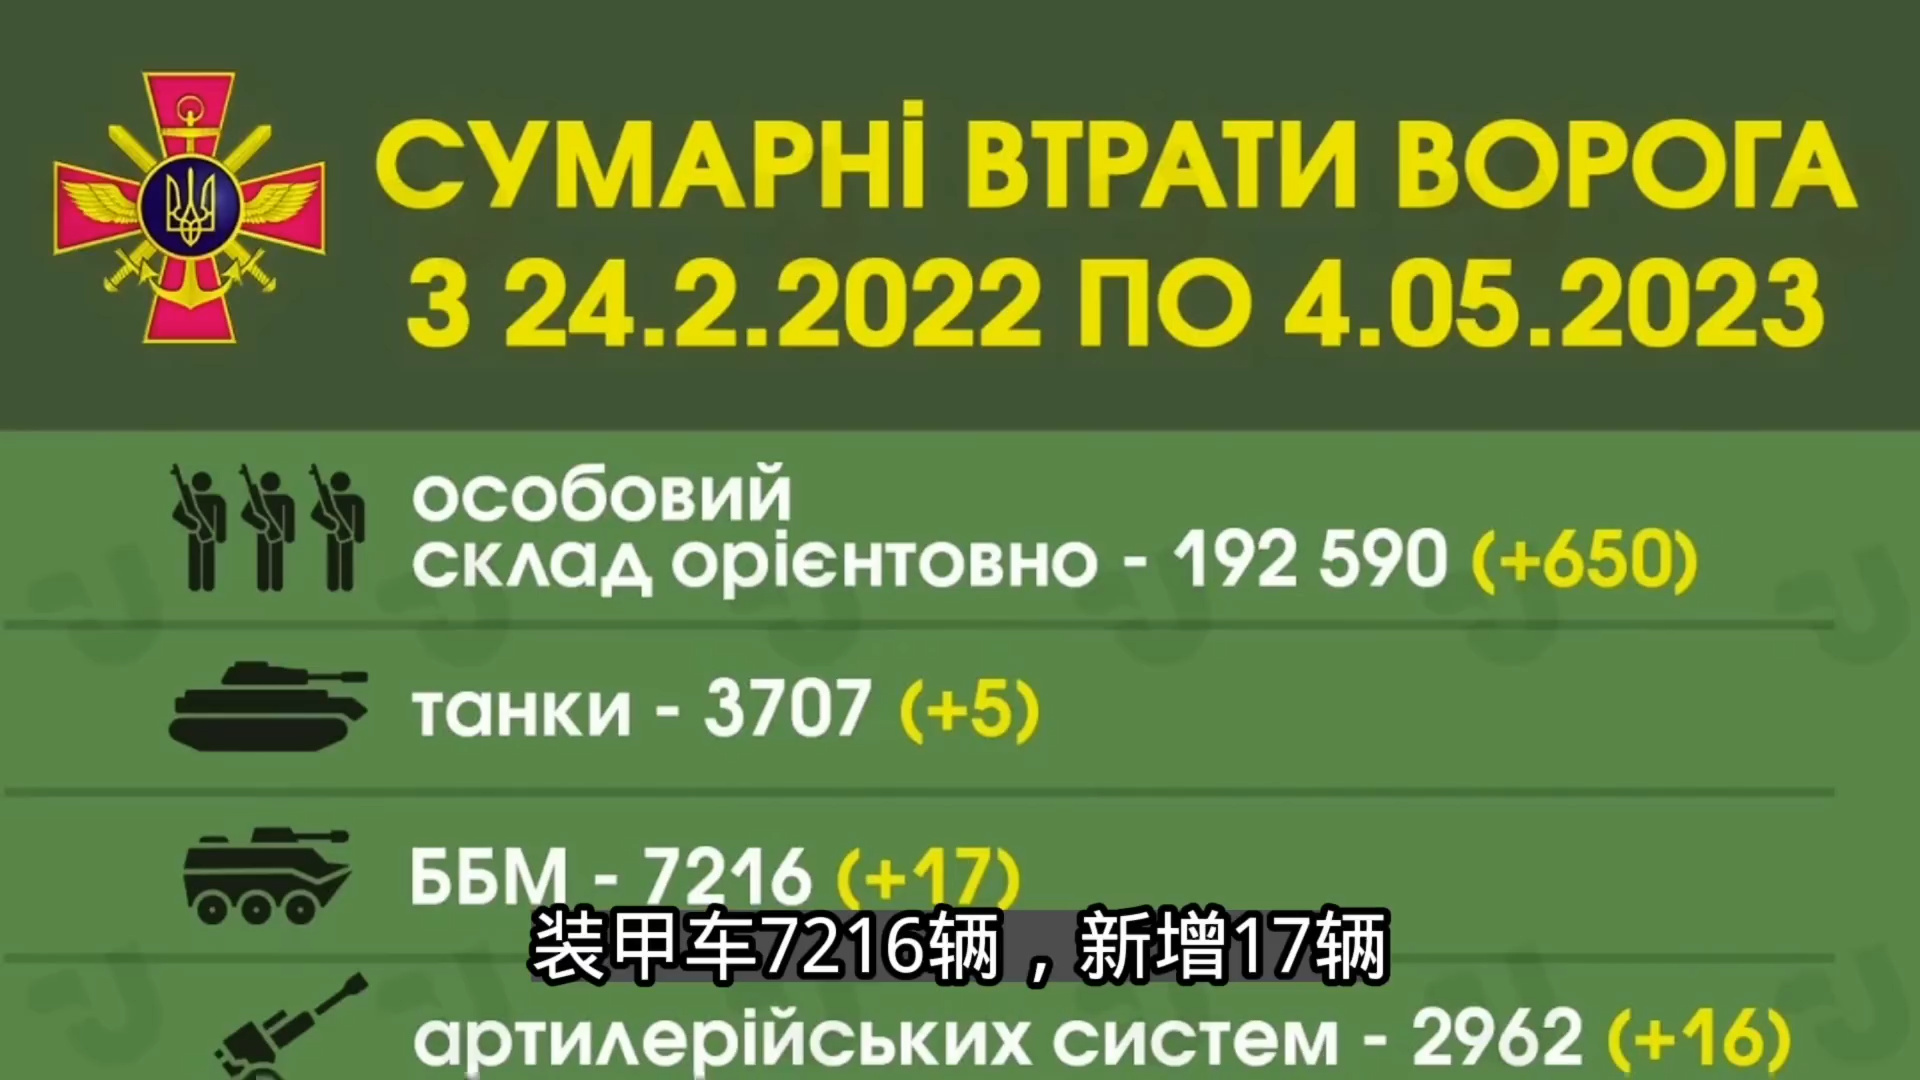 СУМАРНІ ВТРАТИ ВОРОГА
З 24.2.2022 ПО 4.05.2023
особовий
склад орієнтовно - 192 590 (+650)
танки - 3707 (+5)
ББМ - 7216 (+17)
装甲车7216辆，新增17辆
артилерійських систем - 2962 (+16)